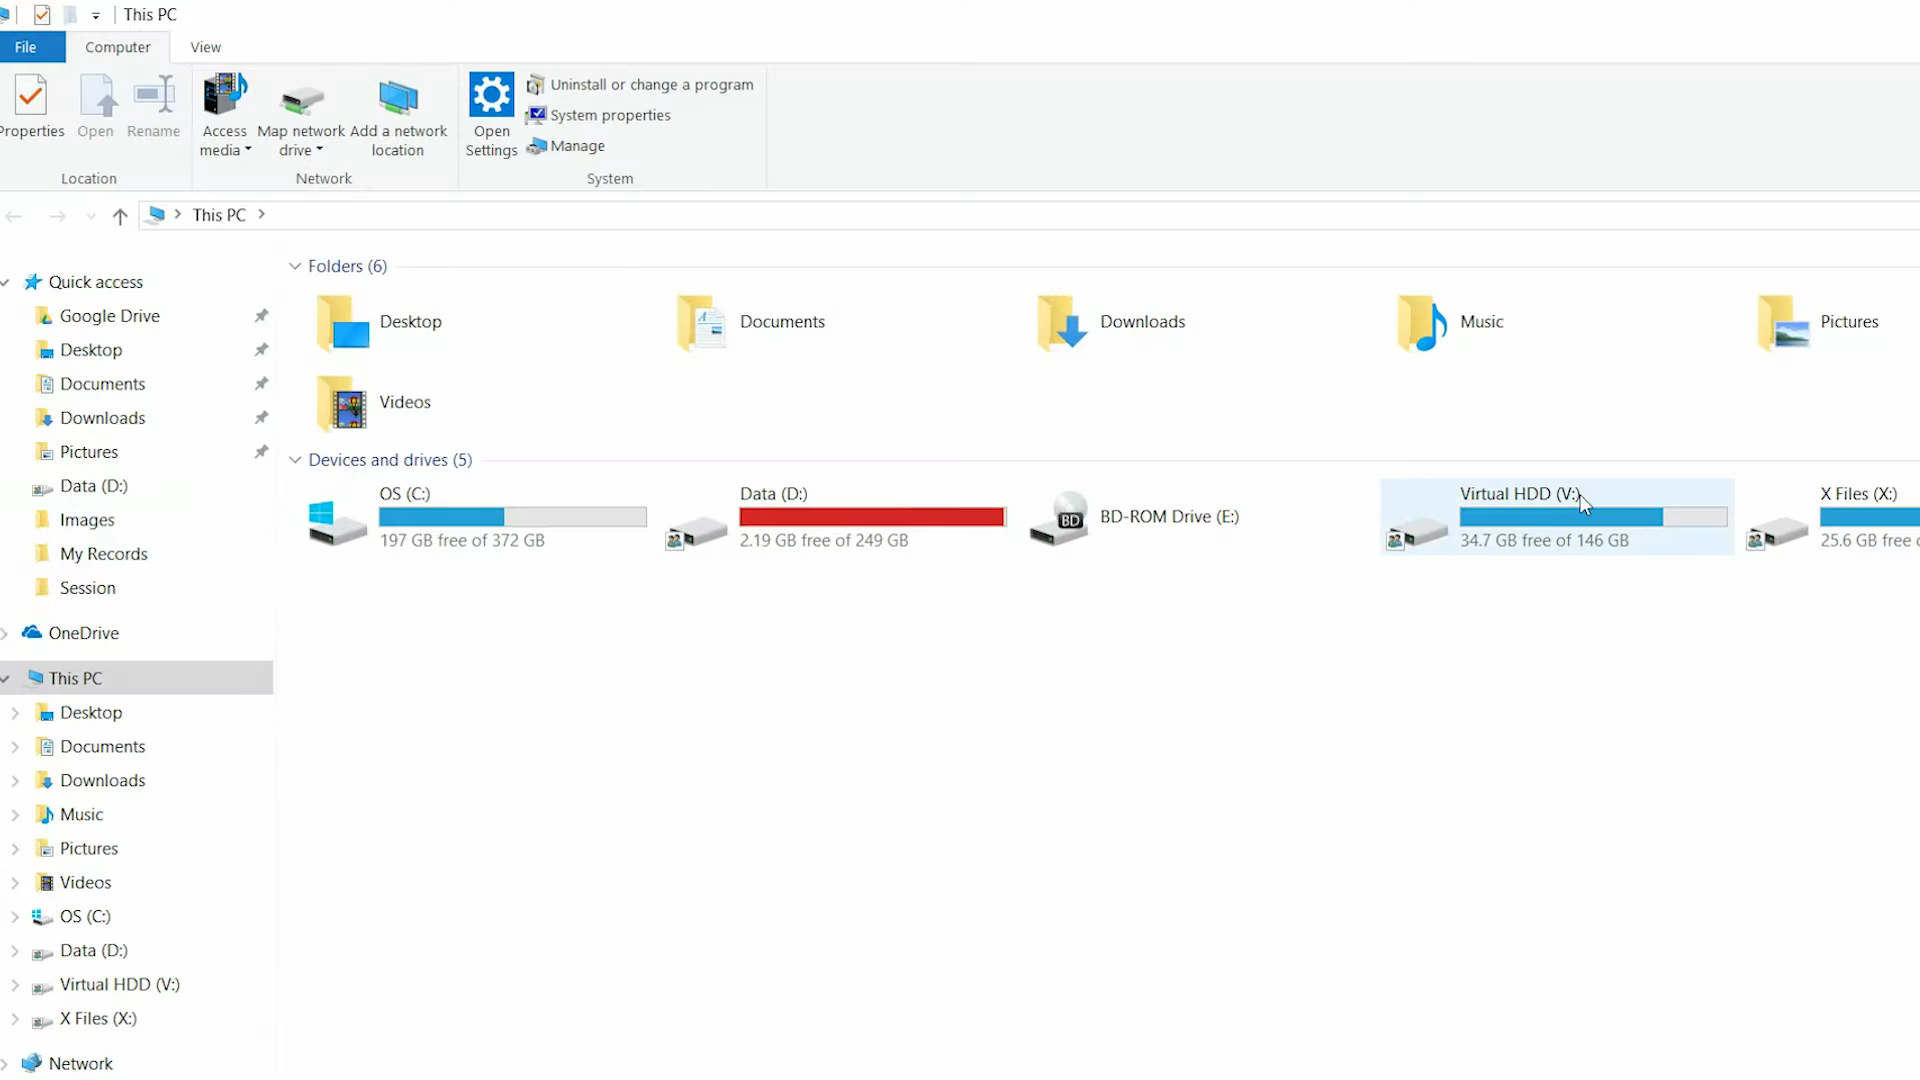 This PC
File Computer View
Uninstall or change a program
System properties
Manage
Properties Open Rename
Access media
Map network drive
Add a network location
Open Settings
Location Network System
This PC
Quick access
Google Drive
Desktop
Documents
Downloads
Pictures
Data (D:)
Images
My Records
Session
OneDrive
This PC
Desktop
Documents
Downloads
Music
Pictures
Videos
OS (C:)
Data (D:)
Virtual HDD (V:)
X Files (X:)
Network
Folders (6)
Desktop Documents Downloads Music Pictures
Videos
Devices and drives (5)
OS (C:)
197 GB free of 372 GB
Data (D:)
2.19 GB free of 249 GB
BD-ROM Drive (E:)
BD
Virtual HDD (V:)
34.7 GB free of 146 GB
X Files (X:)
25.6 GB free